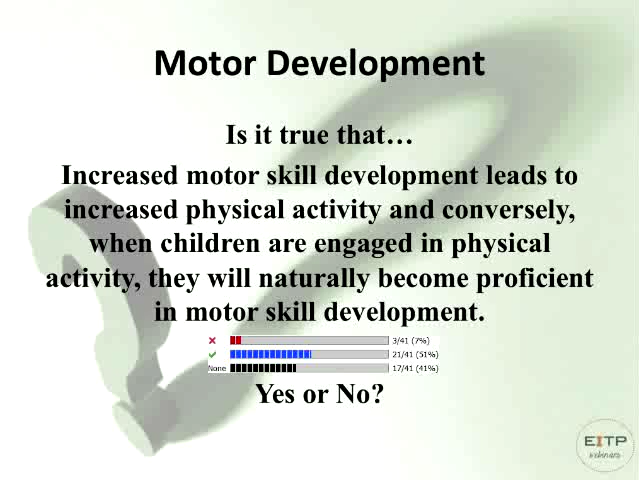 Motor Development
Is it true that…
Increased motor skill development leads to
increased physical activity and conversely,
when children are engaged in physical
activity, they will naturally become proficient
in motor skill development.
3/41 (7%)
21/41 (51%)
None 17/41 (41%)
Yes or No?
EITP
webinars